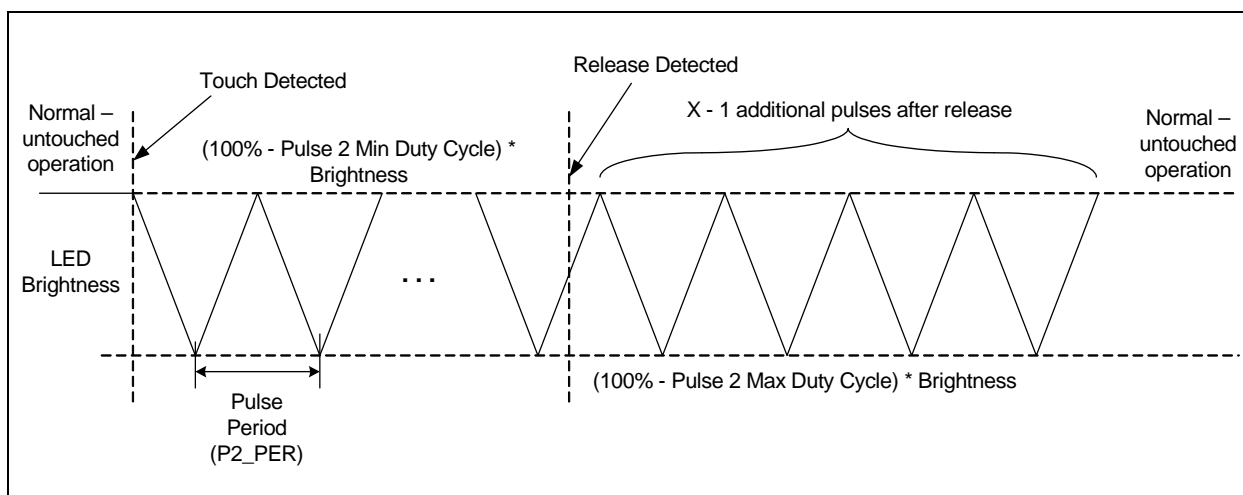 Touch Detected
Release Detected
Normal –
untouched
operation
(100% - Pulse 2 Min Duty Cycle) *
Brightness
X - 1 additional pulses after release
Normal –
untouched
operation
LED
Brightness
. . .
(100% - Pulse 2 Max Duty Cycle) * Brightness
Pulse
Period
(P2_PER)